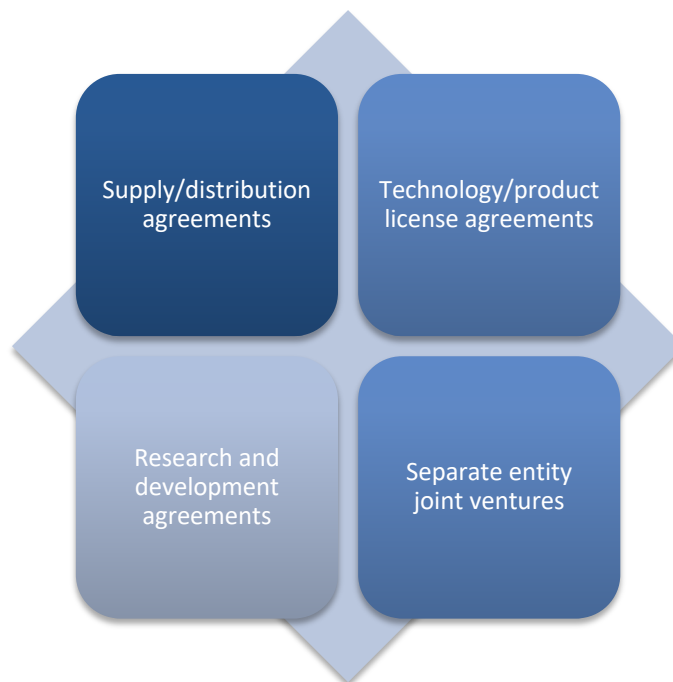 Supply/distribution
agreements
Technology/product
license agreements
Research and
development
agreements
Separate entity
joint ventures